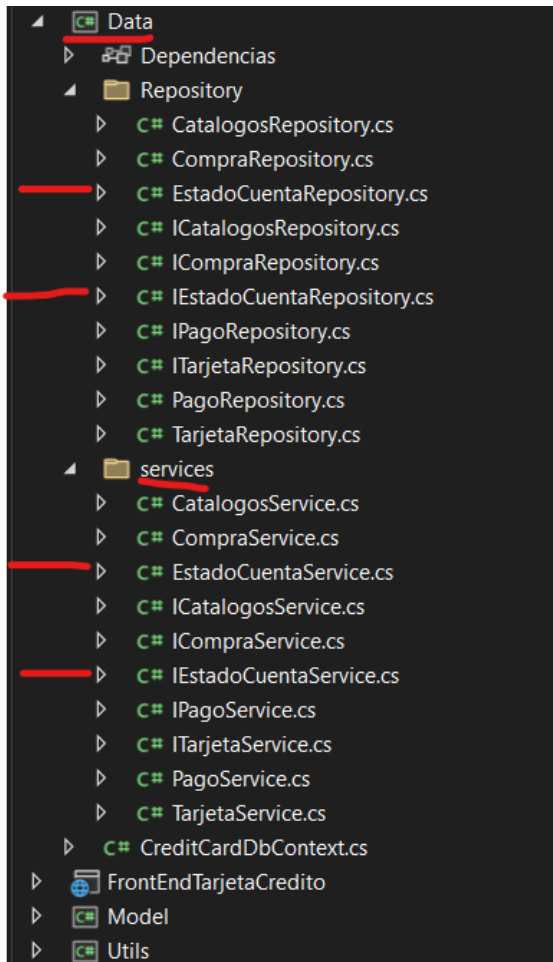 C# Data
Dependencias
Repository
C# CatalogosRepository.cs
C# CompraRepository.cs
C# EstadoCuentaRepository.cs
C# ICatalogosRepository.cs
C# ICompraRepository.cs
C# IEstadoCuentaRepository.cs
C# IPagoRepository.cs
C# ITarjetaRepository.cs
C# PagoRepository.cs
C# TarjetaRepository.cs
services
C# CatalogosService.cs
C# CompraService.cs
C# EstadoCuentaService.cs
C# ICatalogosService.cs
C# ICompraService.cs
C# IEstadoCuentaService.cs
C# IPagoService.cs
C# ITarjetaService.cs
C# PagoService.cs
C# TarjetaService.cs
C# CreditCardDbContext.cs
FrontEndTarjetaCredito
C# Model
C# Utils